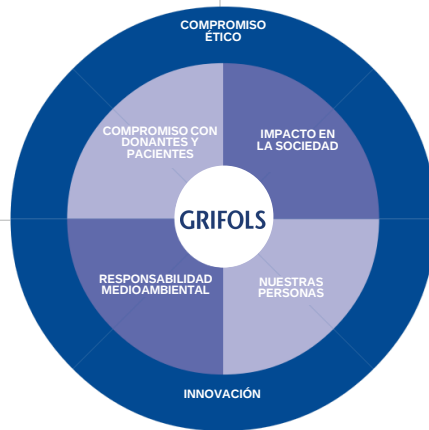 COMPROMISO
ÉTICO
COMPROMISO CON
DONANTES Y
PACIENTES
IMPACTO EN
LA SOCIEDAD
GRIFOLS
RESPONSABILIDAD
MEDIOAMBIENTAL
NUESTRAS
PERSONAS
INNOVACIÓN